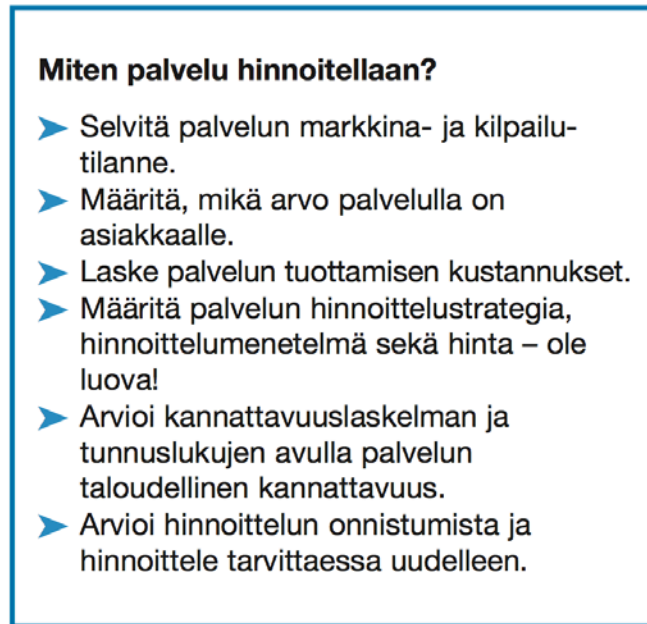 Miten palvelu hinnoitellaan?
➤ Selvitä palvelun markkina- ja kilpailu-
tilanne.
➤ Määritä, mikä arvo palvelulla on
asiakkaalle.
➤ Laske palvelun tuottamisen kustannukset.
➤ Määritä palvelun hinnoittelustrategia,
hinnoittelumenetelmä sekä hinta – ole
luova!
➤ Arvioi kannattavuuslaskelman ja
tunnuslukujen avulla palvelun
taloudellinen kannattavuus.
➤ Arvioi hinnoittelun onnistumista ja
hinnoittele tarvittaessa uudelleen.